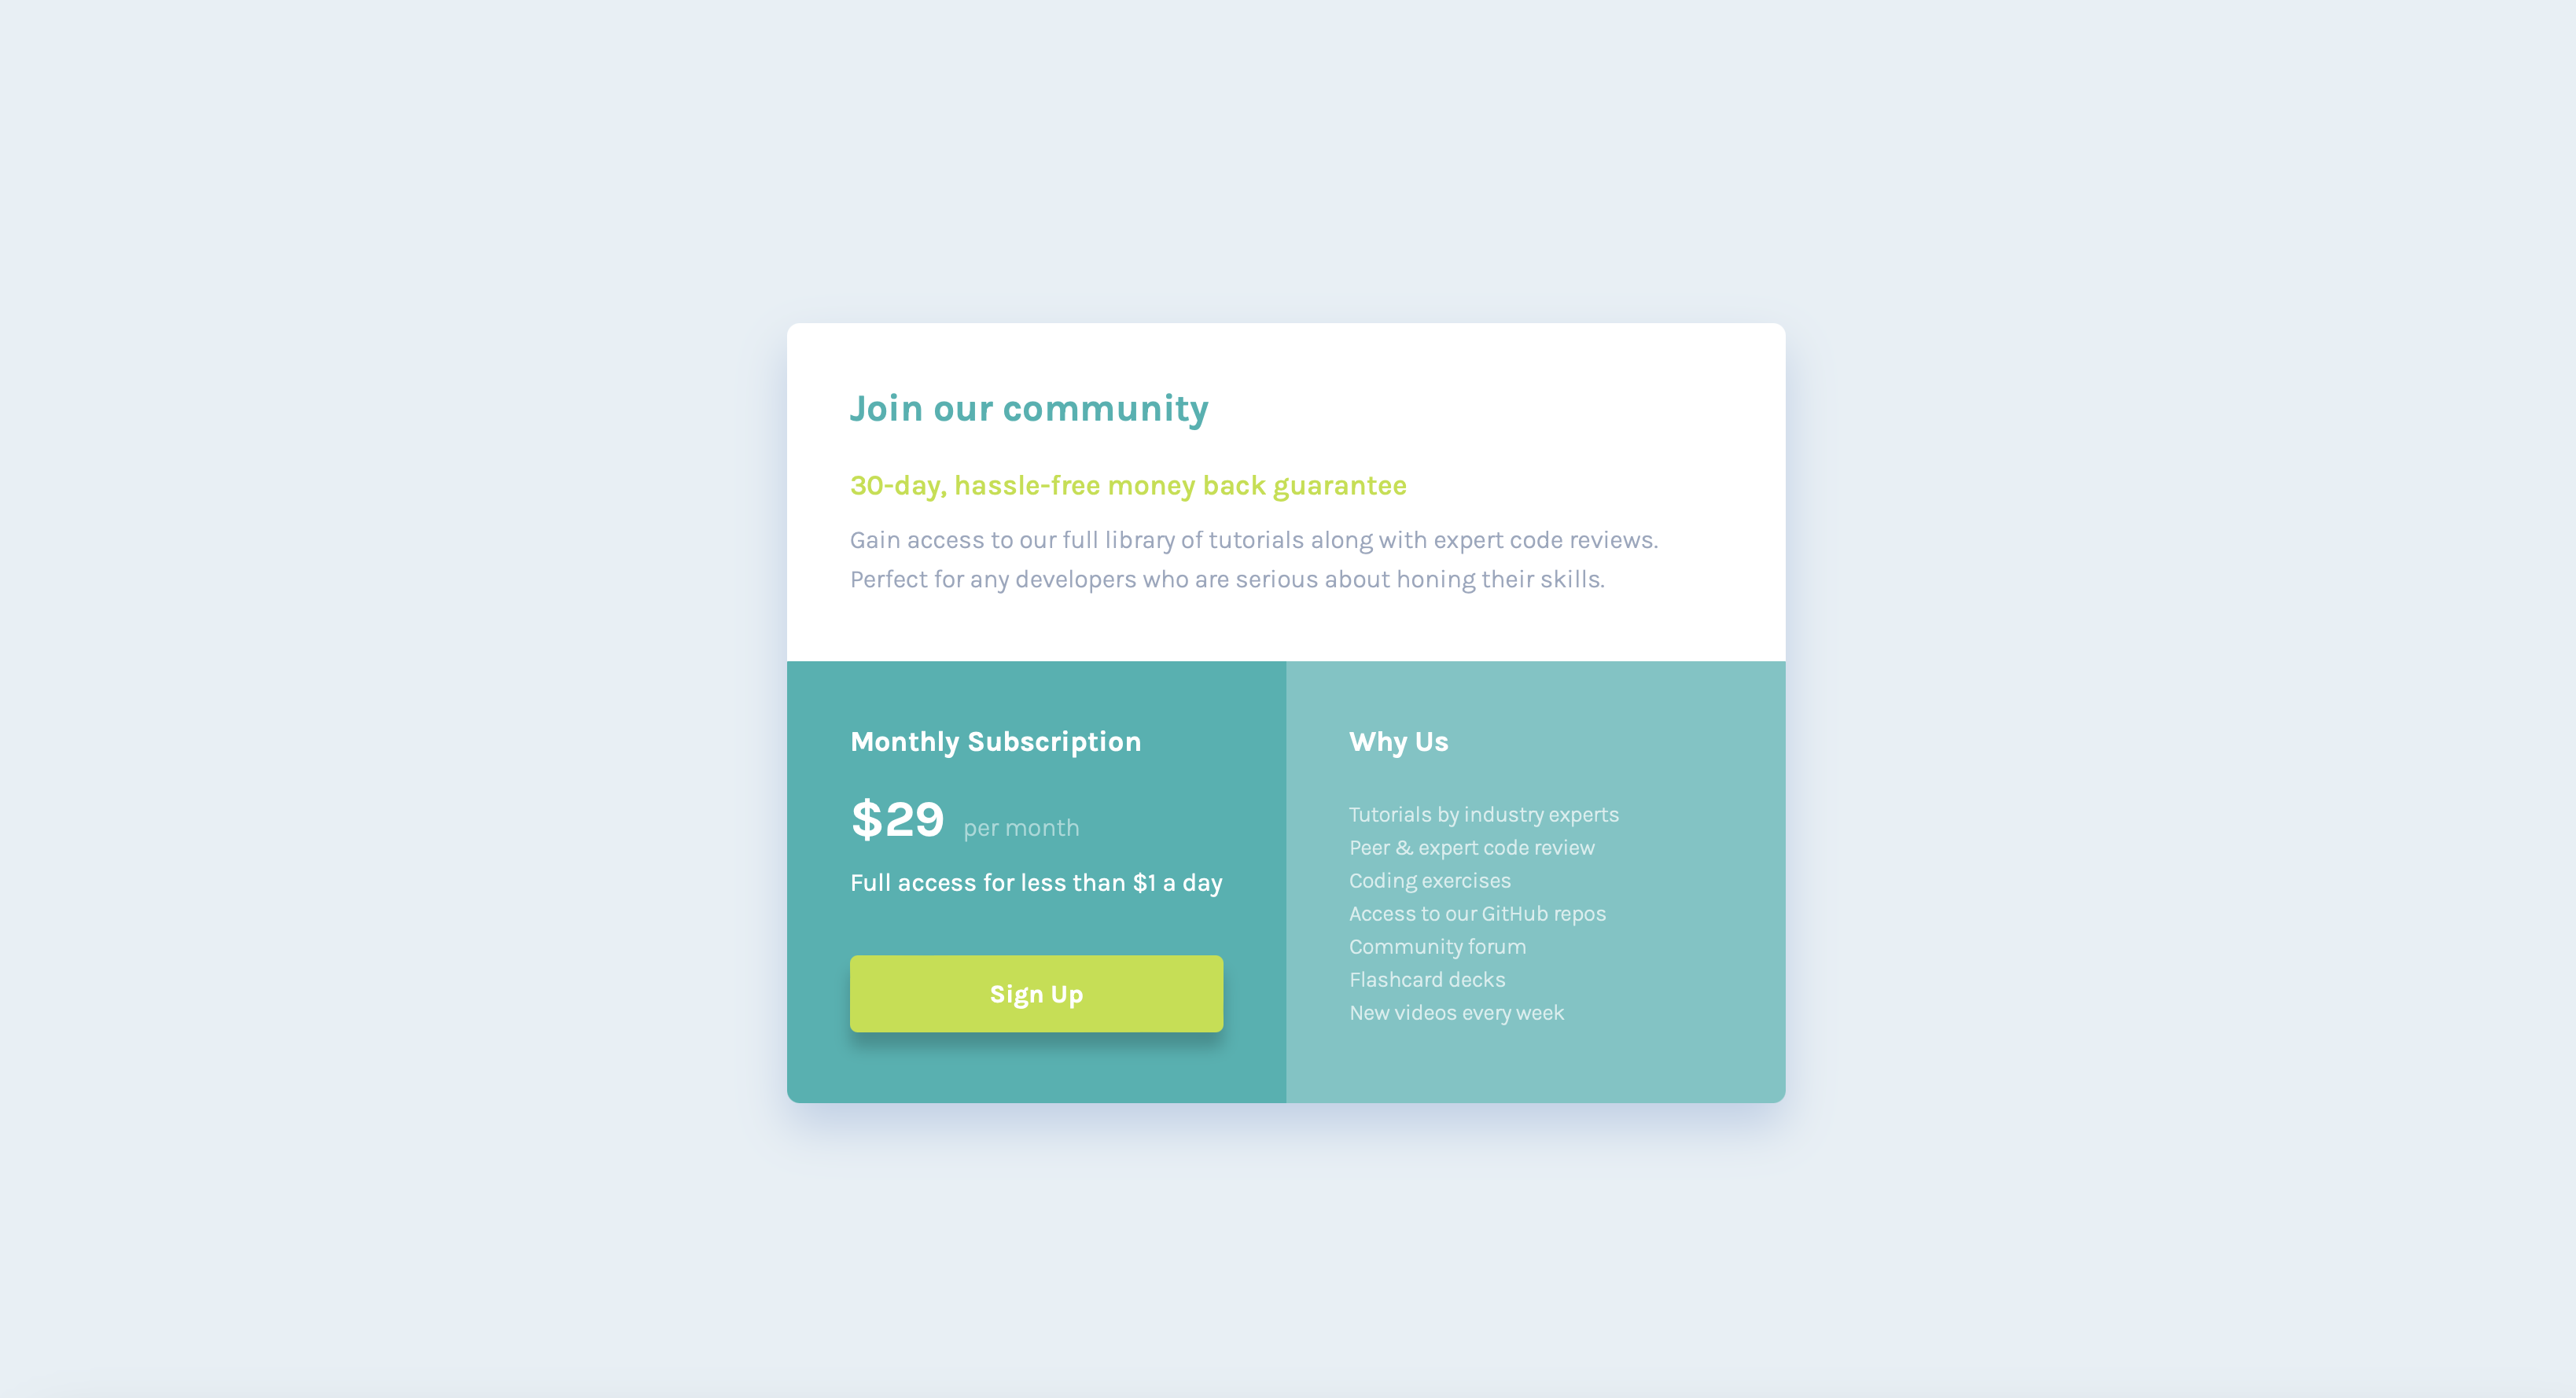 Join our community
30-day, hassle-free money back guarantee
Gain access to our full library of tutorials along with expert code reviews.
Perfect for any developers who are serious about honing their skills.
Monthly Subscription
$29 per month
Full access for less than $1 a day
Sign Up
Why Us
Tutorials by industry experts
Peer & expert code review
Coding exercises
Access to our GitHub repos
Community forum
Flashcard decks
New videos every week